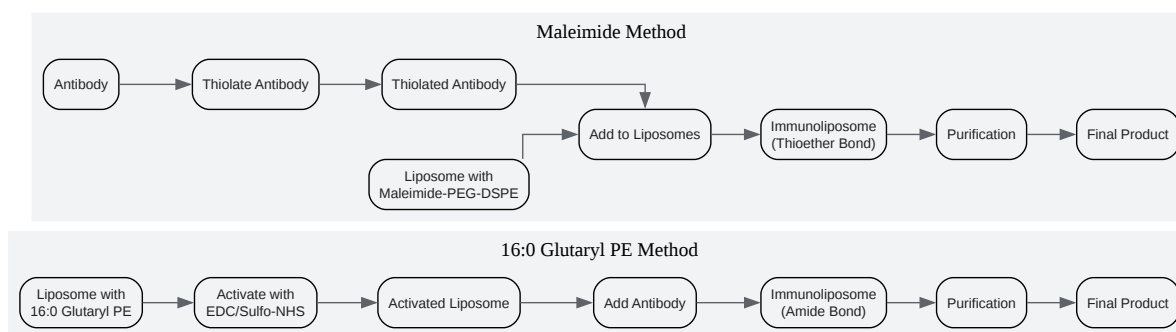 Maleimide Method
Antibody
Thiolate Antibody
Thiolated Antibody
Liposome with
Maleimide-PEG-DSPE
Add to Liposomes
Immunoliposome
(Thioether Bond)
Purification
Final Product
16:0 Glutaryl PE Method
Liposome with
16:0 Glutaryl PE
Activate with
EDC/Sulfo-NHS
Activated Liposome
Add Antibody
Immunoliposome
(Amide Bond)
Purification
Final Product